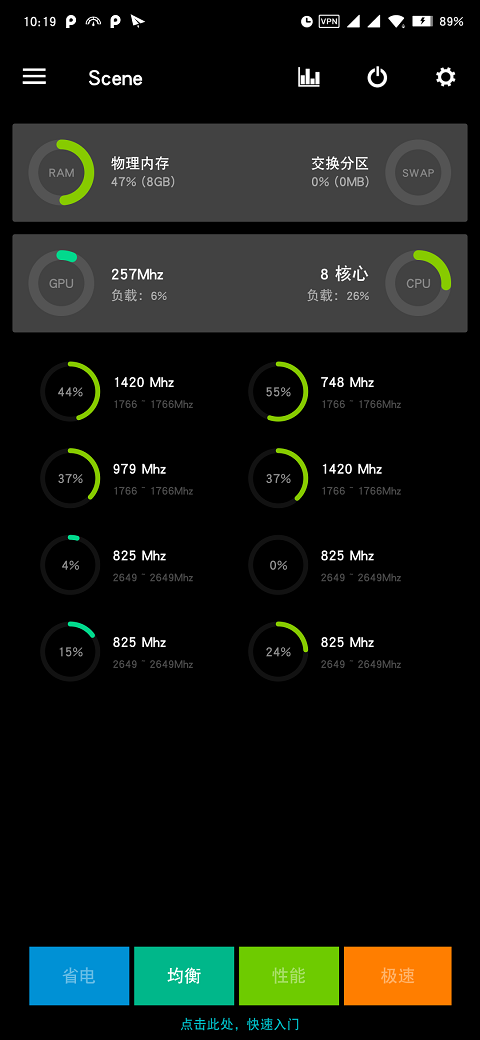 10:19 VPN 89%
Scene
RAM 物理内存 交换分区 SWAP
47% (8GB) 0% (0MB)
GPU 257Mhz 8 核心 CPU
负载：6% 负载：26%
44% 1420 Mhz 55% 748 Mhz
1766 ~ 1766Mhz 1766 ~ 1766Mhz
37% 979 Mhz 37% 1420 Mhz
1766 ~ 1766Mhz 1766 ~ 1766Mhz
4% 825 Mhz 0% 825 Mhz
2649 ~ 2649Mhz 2649 ~ 2649Mhz
15% 825 Mhz 24% 825 Mhz
2649 ~ 2649Mhz 2649 ~ 2649Mhz
省电 均衡 性能 极速
点击此处，快速入门